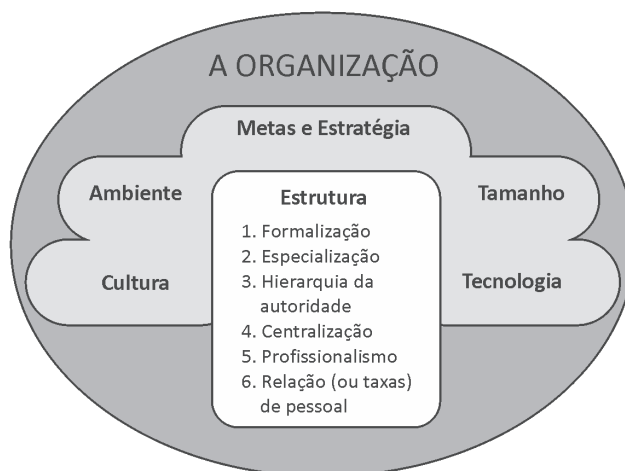 A ORGANIZAÇÃO
Metas e Estratégia
Ambiente
Tamanho
Cultura
Tecnologia
Estrutura
1. Formalização
2. Especialização
3. Hierarquia da
autoridade
4. Centralização
5. Profissionalismo
6. Relação (ou taxas)
de pessoal